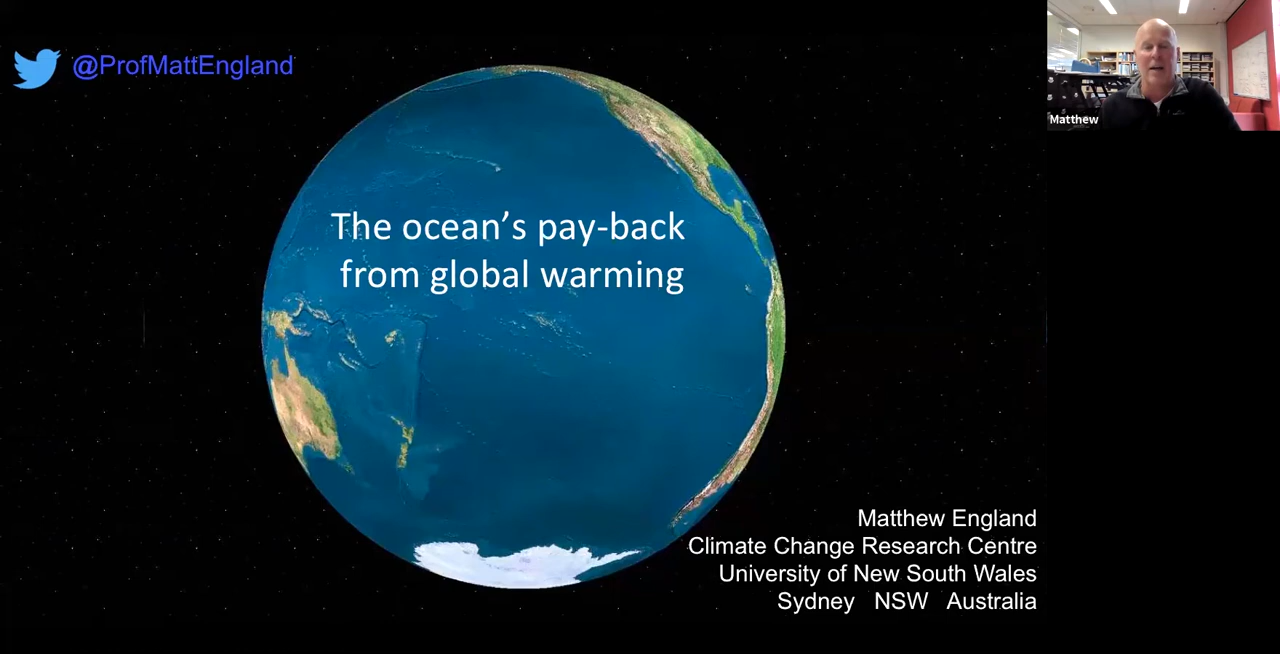 @ProfMattEngland
Matthew
The ocean’s pay-back
from global warming
Matthew England
Climate Change Research Centre
University of New South Wales
Sydney NSW Australia